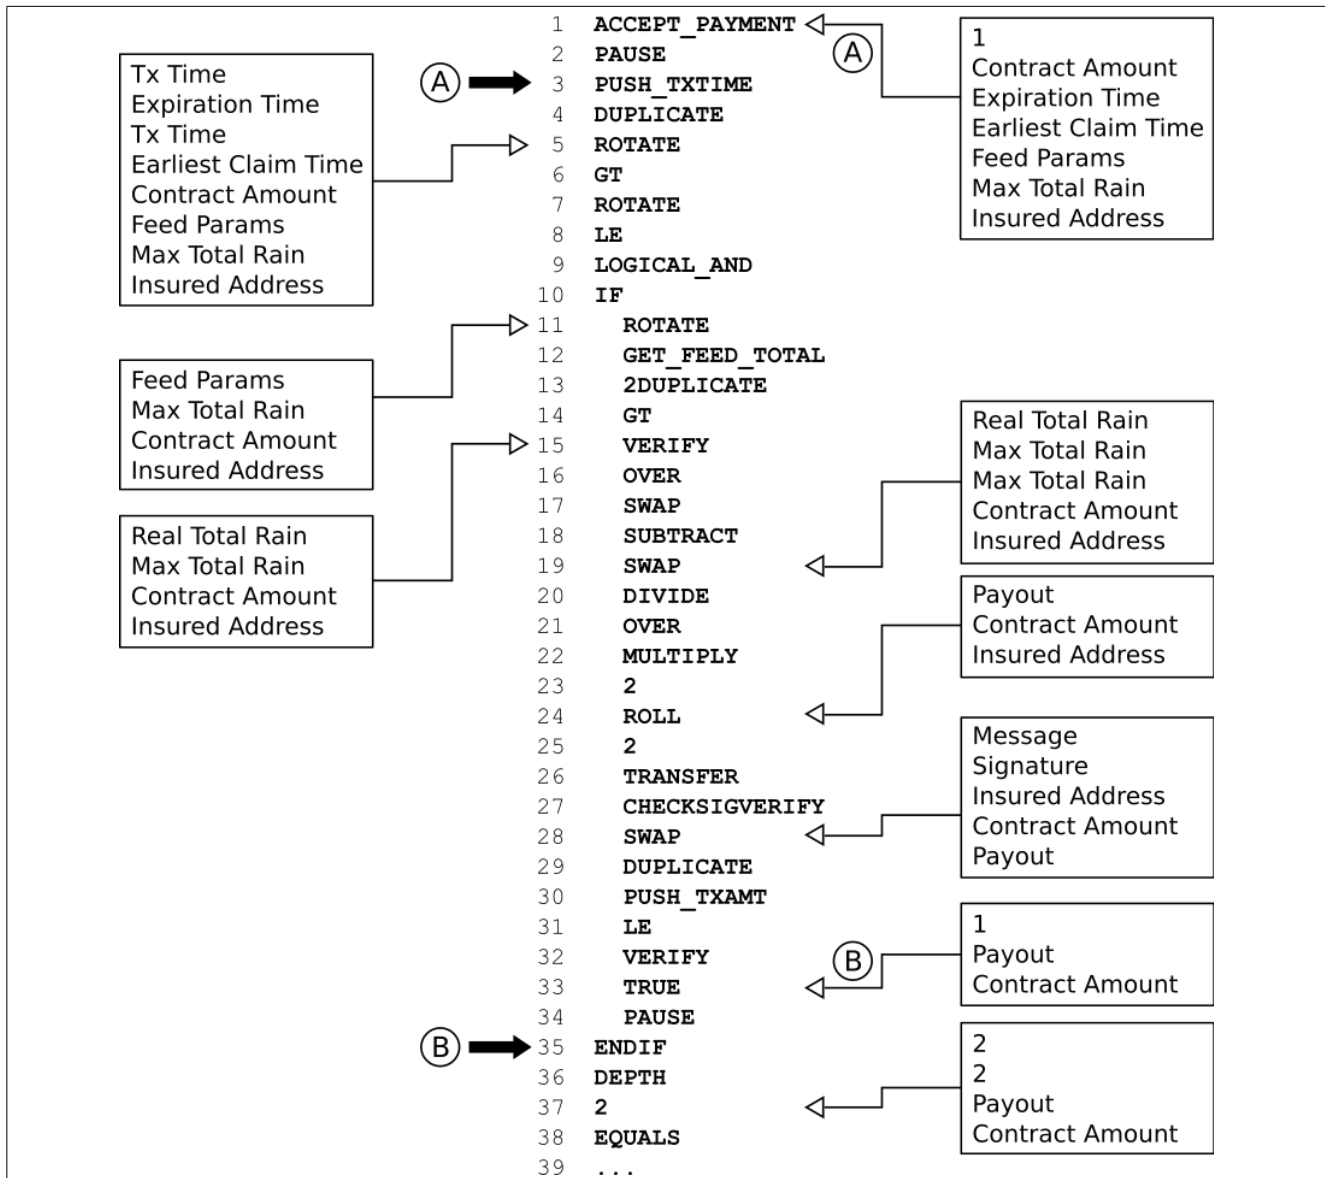 1 ACCEPT_PAYMENT
2 PAUSE
A 3 PUSH_TXTIME
4 DUPLICATE
5 ROTATE
6 GT
7 ROTATE
8 LE
9 LOGICAL_AND
10 IF
11 ROTATE
12 GET_FEED_TOTAL
13 2DUPLICATE
14 GT
15 VERIFY
16 OVER
17 SWAP
18 SUBTRACT
19 SWAP
20 DIVIDE
21 OVER
22 MULTIPLY
23 2
24 ROLL
25 2
26 TRANSFER
27 CHECKSIGVERIFY
28 SWAP
29 DUPLICATE
30 PUSH_TXAMT
31 LE
32 VERIFY
33 TRUE
34 PAUSE
B 35 ENDIF
36 DEPTH
37 2
38 EQUALS
39 ...
Tx Time
Expiration Time
Tx Time
Earliest Claim Time
Contract Amount
Feed Params
Max Total Rain
Insured Address
Feed Params
Max Total Rain
Contract Amount
Insured Address
Real Total Rain
Max Total Rain
Contract Amount
Insured Address
A
1
Contract Amount
Expiration Time
Earliest Claim Time
Feed Params
Max Total Rain
Insured Address
Real Total Rain
Max Total Rain
Max Total Rain
Contract Amount
Insured Address
Payout
Contract Amount
Insured Address
Message
Signature
Insured Address
Contract Amount
Payout
B
1
Payout
Contract Amount
2
2
Payout
Contract Amount